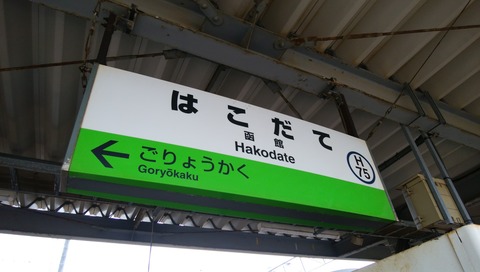 はこだて
函館
Hakodate
H
75
ごりょうかく
Goryōkaku